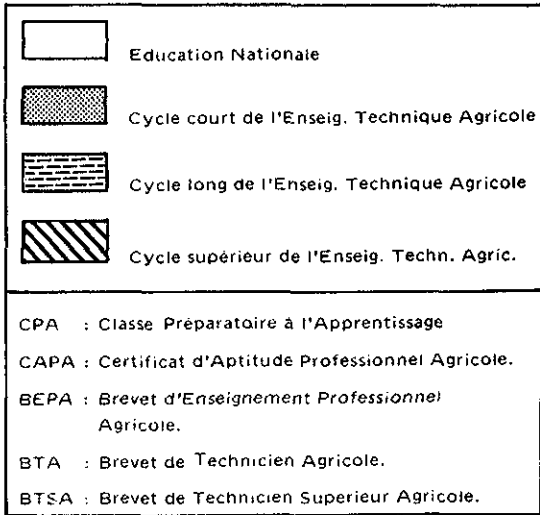 Education Nationale
Cycle court de l'Enseig. Technique Agricole
Cycle long de l'Enseig. Technique Agricole
Cycle supérieur de l'Enseig. Techn. Agric.
CPA : Classe Préparatoire à l'Apprentissage
CAPA : Certificat d'Aptitude Professionnel Agricole.
BEPA : Brevet d'Enseignement Professionnel
Agricole.
BTA : Brevet de Technicien Agricole.
BTSA : Brevet de Technicien Superieur Agricole.